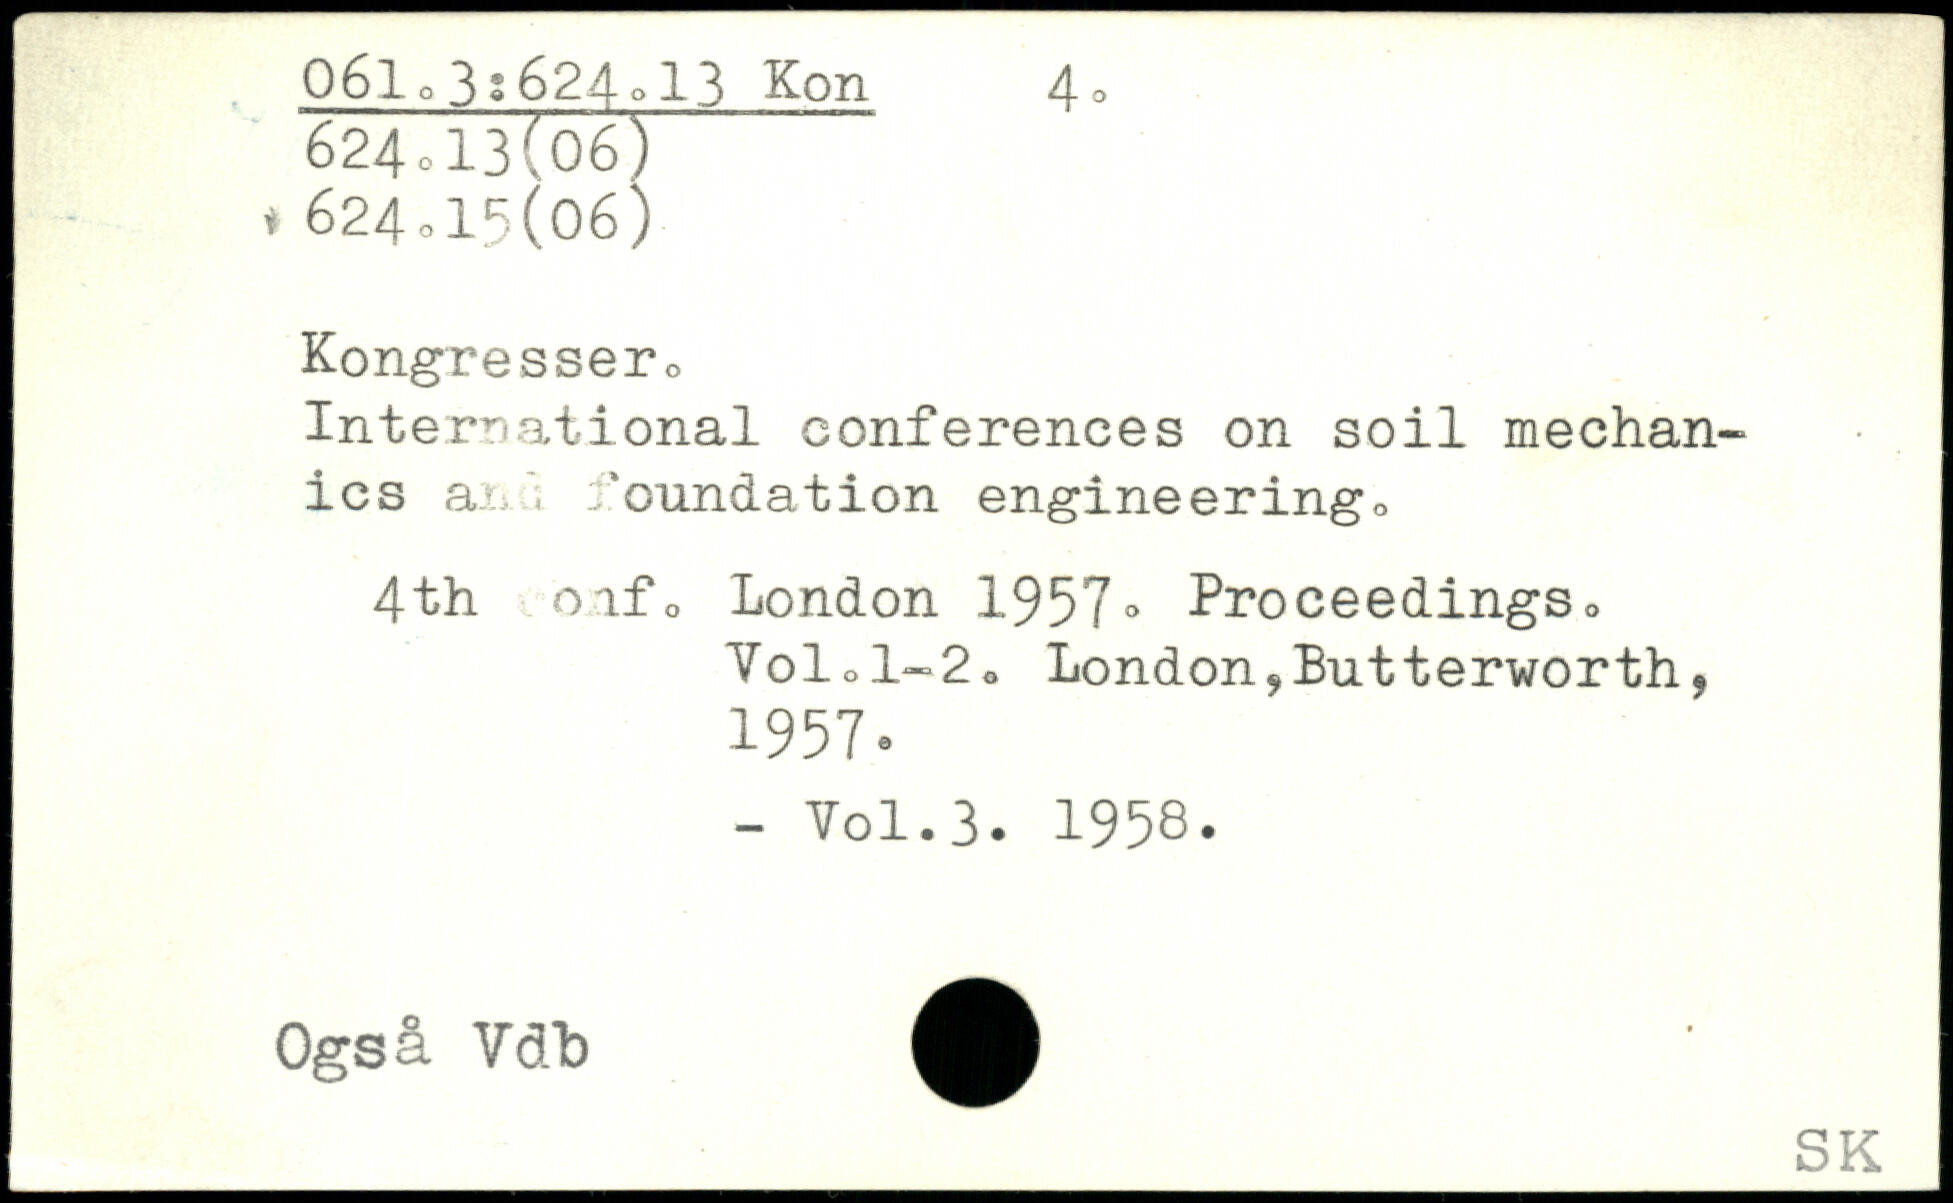 061.3:624.13 Kon 4.
624.13(06)
624.15(06)
Kongresser.
International conferences on soil mechan-
ics and foundation engineering.
4th conf. London 1957. Proceedings.
Vol.1-2. London,Butterworth,
1957.
- Vol.3. 1958.
Også Vdb
SK